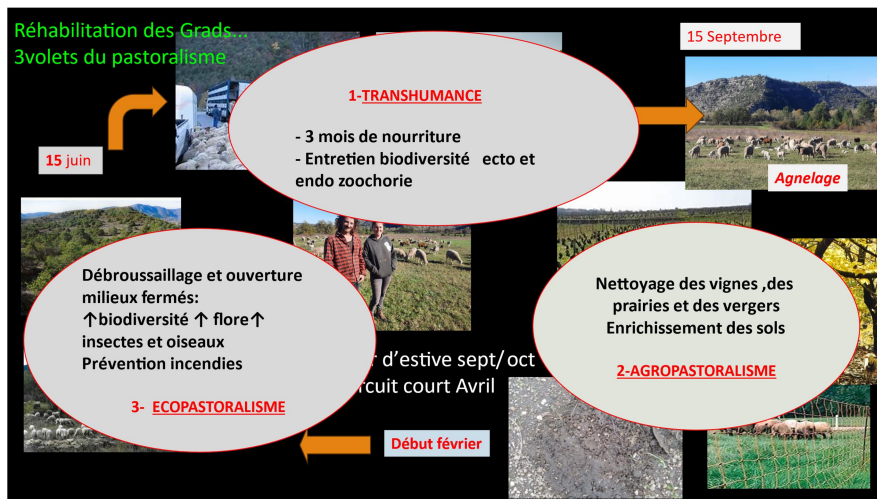 Réhabilitation des Grads...
3volets du pastoralisme
15 juin
1-TRANSHUMANCE
- 3 mois de nourriture
- Entretien biodiversité ecto et
endo zoochorie
15 Septembre
Agnelage
Nettoyage des vignes ,des
prairies et des vergers
Enrichissement des sols
2-AGROPASTORALISME
d'estive sept/oct
court Avril
Début février
Débroussaillage et ouverture
milieux fermés:
↑biodiversité ↑ flore↑
insectes et oiseaux
Prévention incendies
3- ECOPASTORALISME